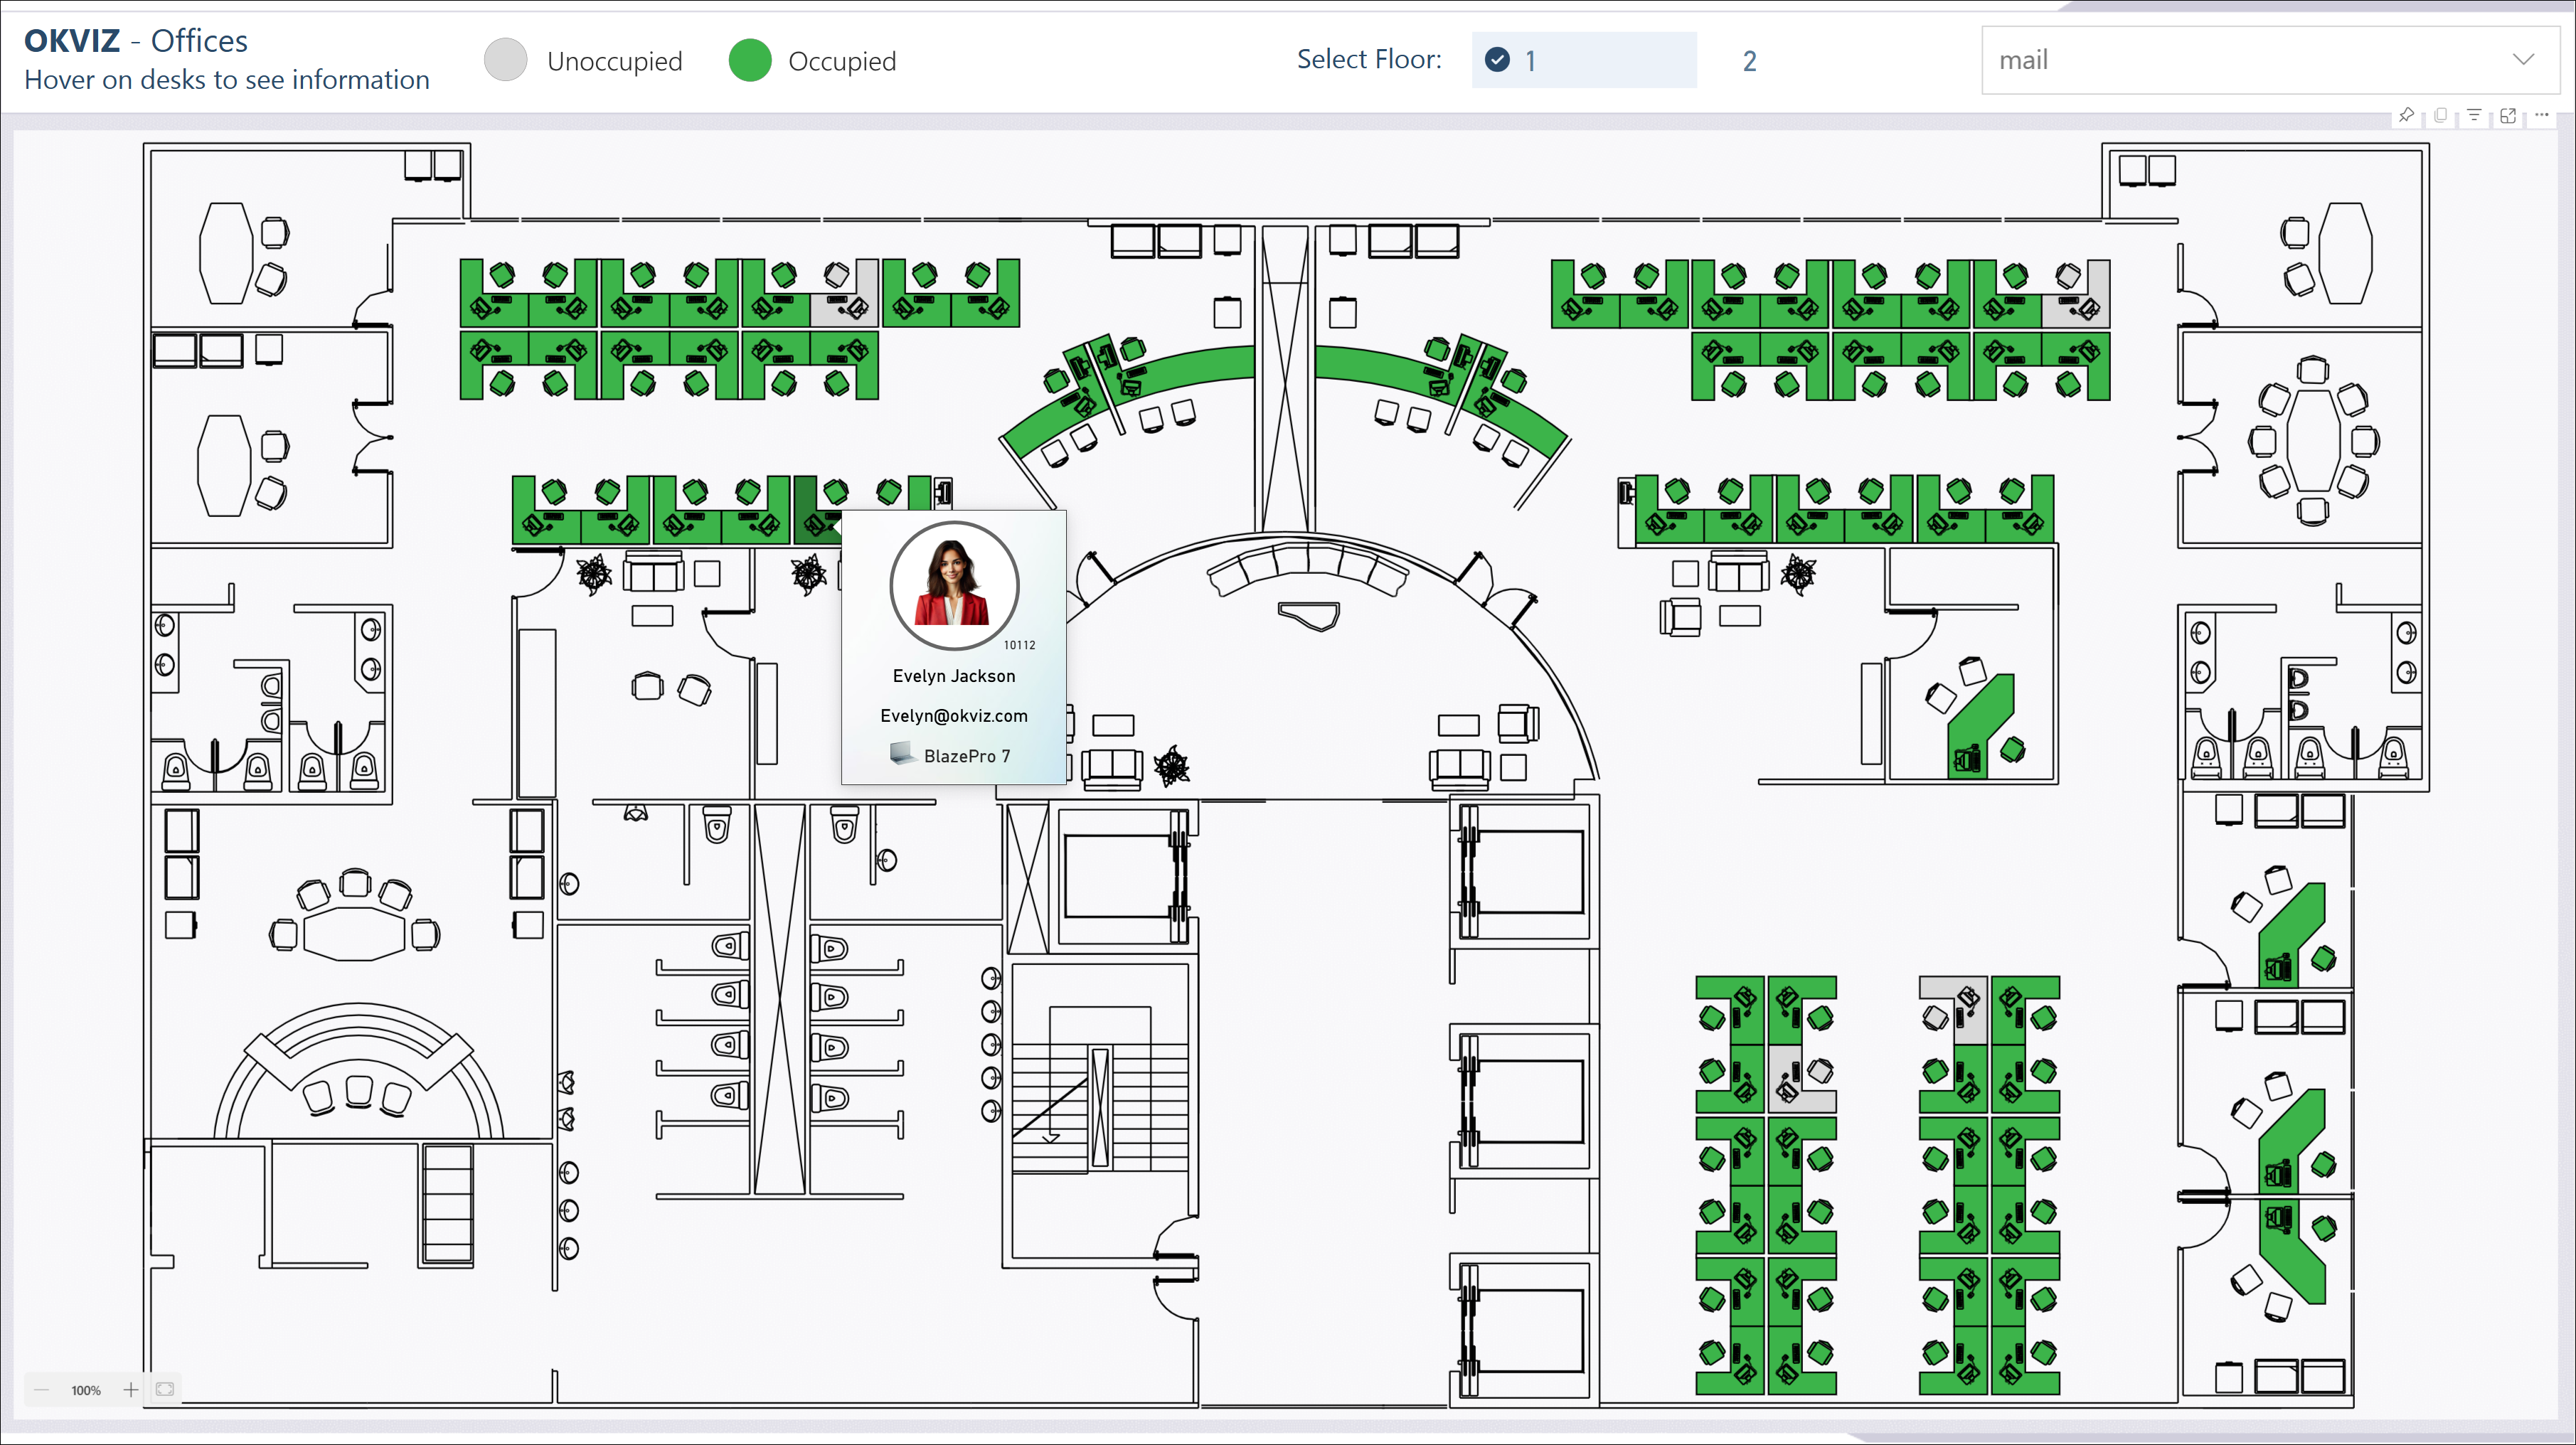 OKVIZ - Offices
Hover on desks to see information
Unoccupied
Occupied
Select Floor:
1
2
mail
10112
Evelyn Jackson
Evelyn@okviz.com
BlazePro 7
100%